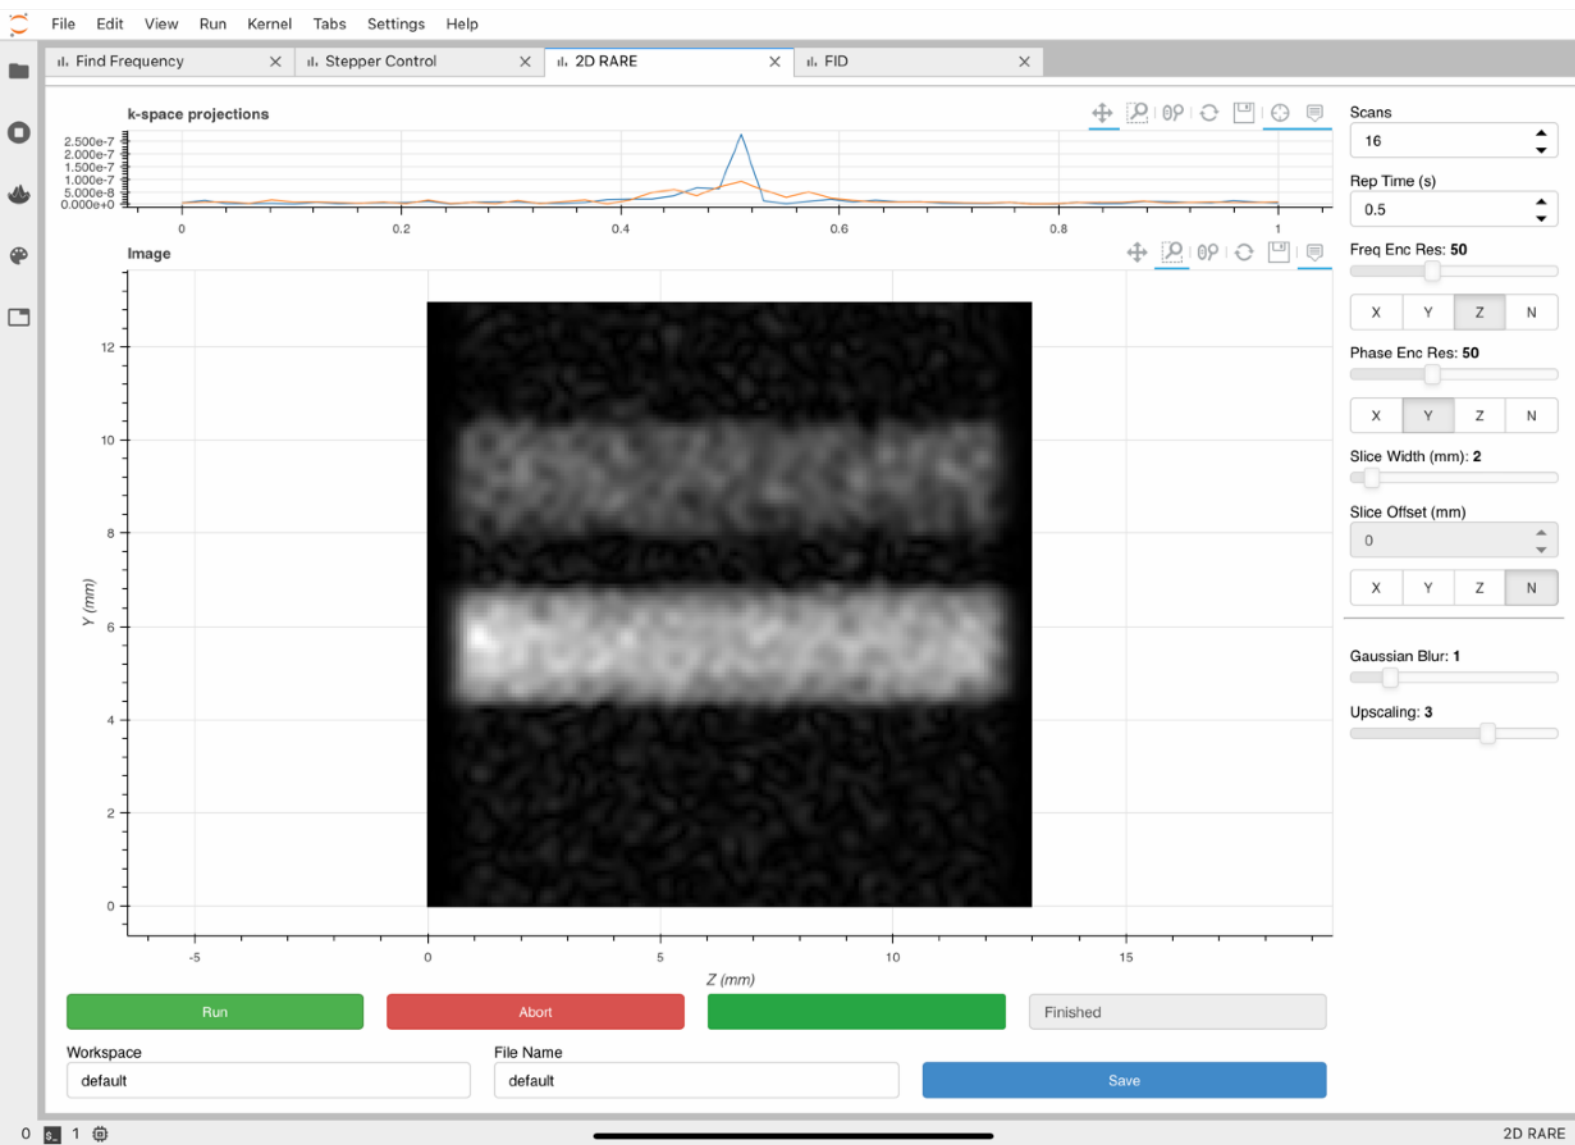 File Edit View Run Kernel Tabs Settings Help
Find Frequency Stepper Control 2D RARE FID
k-space projections
2.500e-7
2.000e-7
1.500e-7
1.000e-7
5.000e-8
0.000e+0
0 0.2 0.4 0.6 0.8 1
Image
12
10
8
6
4
2
0
Y (mm)
-5 0 5 10 15
Z (mm)
Run Abort Finished
Workspace File Name
default default Save
Scans
16
Rep Time (s)
0.5
Freq Enc Res: 50
X Y Z N
Phase Enc Res: 50
X Y Z N
Slice Width (mm): 2
Slice Offset (mm)
0
X Y Z N
Gaussian Blur: 1
Upscaling: 3
0 $_ 1 2D RARE